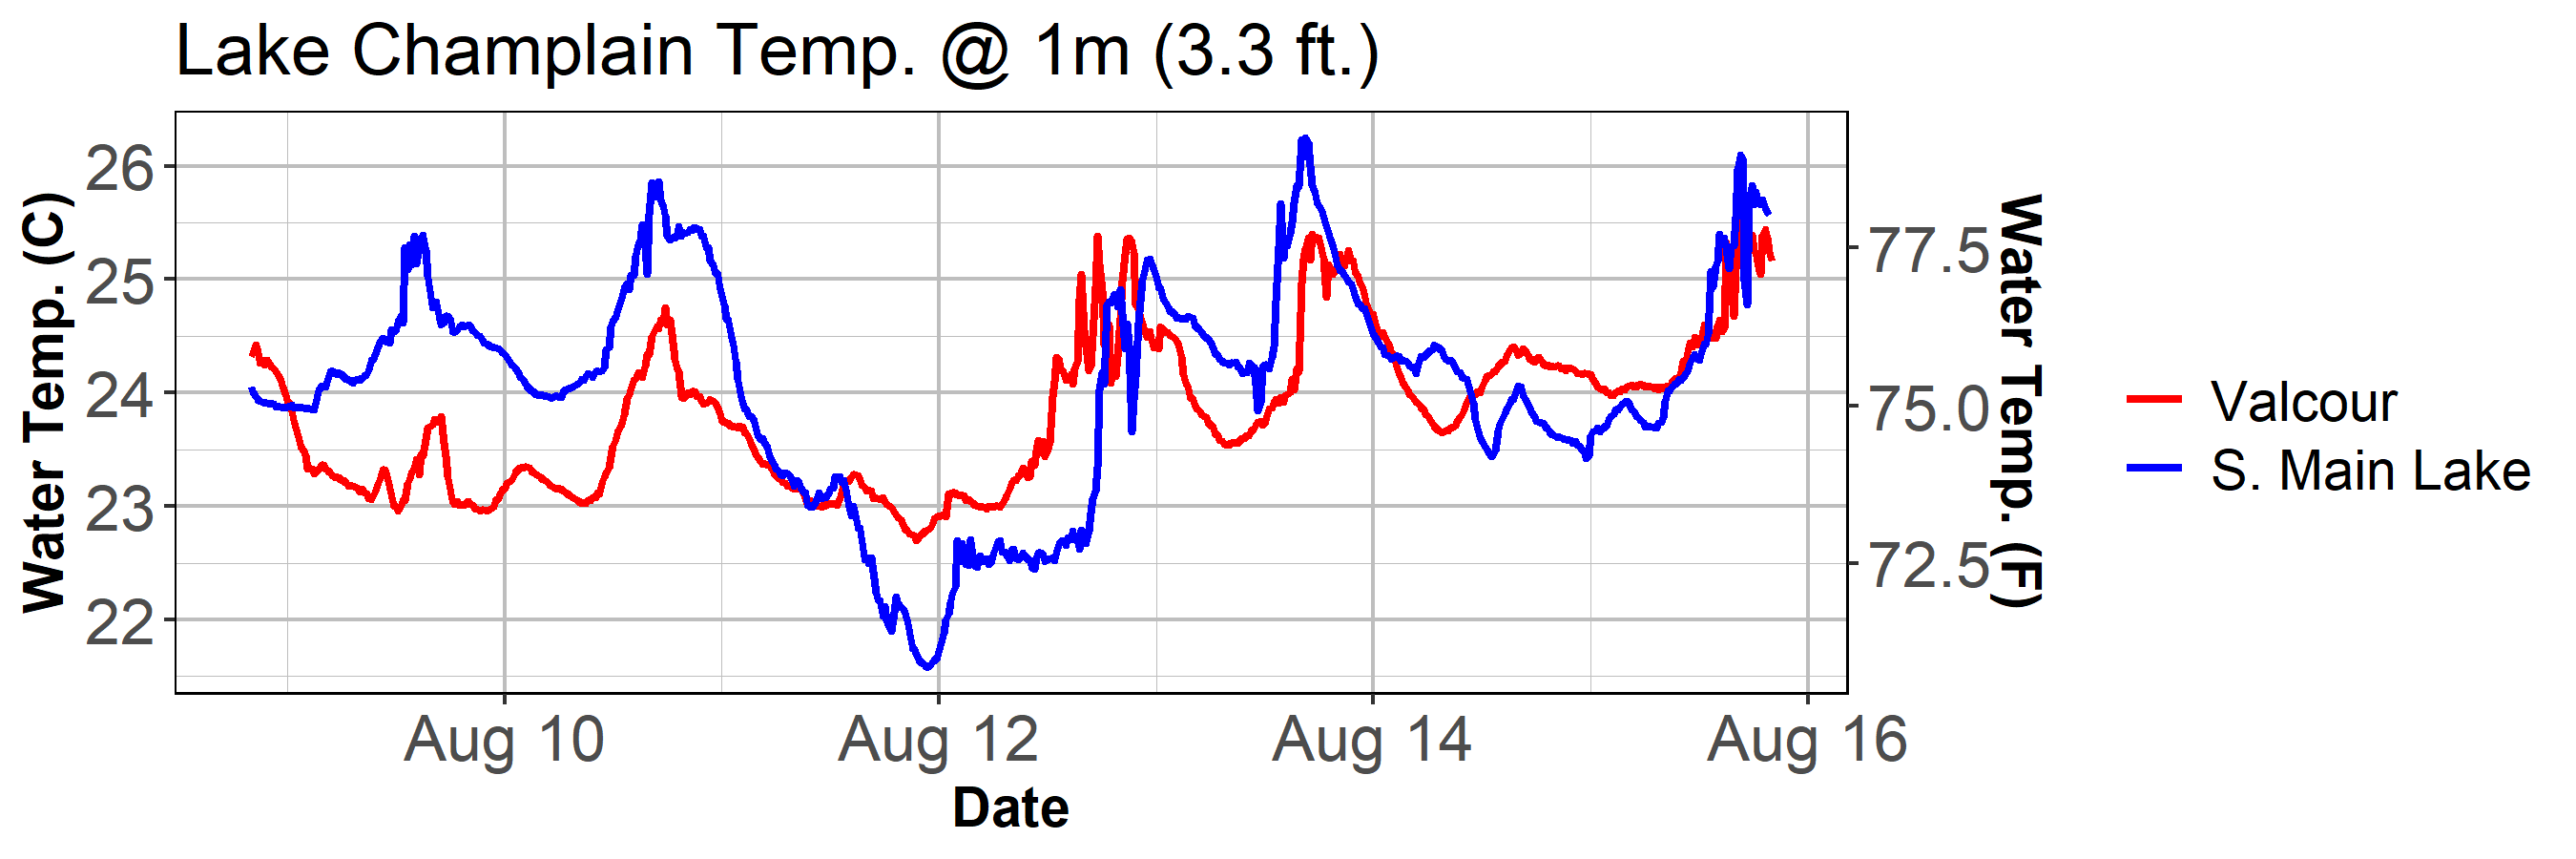 Lake Champlain Temp. @ 1m (3.3 ft.)
Water Temp. (C)
26
25
24
23
22
77.5
75.0
72.5
Water Temp. (F)
Aug 10
Aug 12
Aug 14
Aug 16
Date
Valcour
S. Main Lake